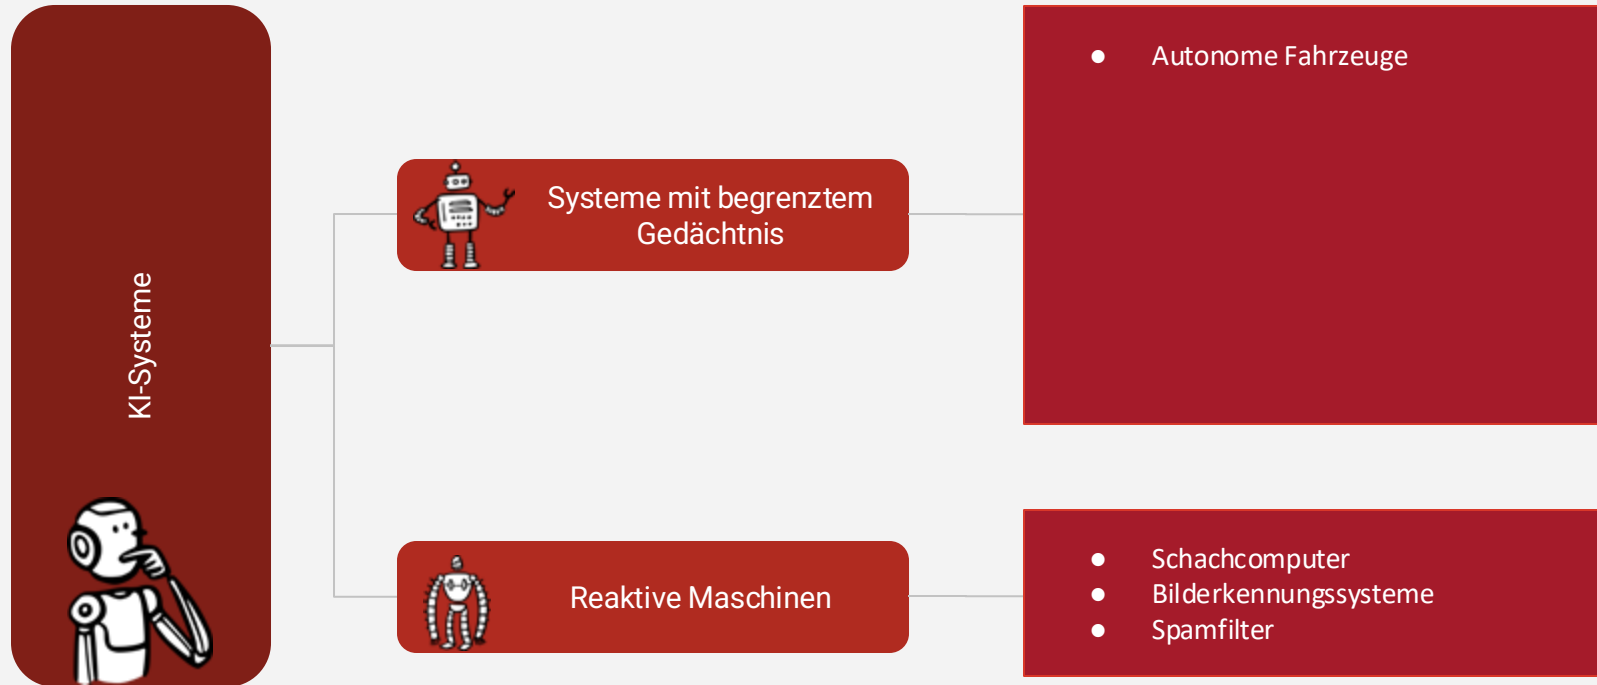 KI-Systeme
Systeme mit begrenztem
Gedächtnis
● Autonome Fahrzeuge
Reaktive Maschinen
● Schachcomputer
● Bilderkennungssysteme
● Spamfilter